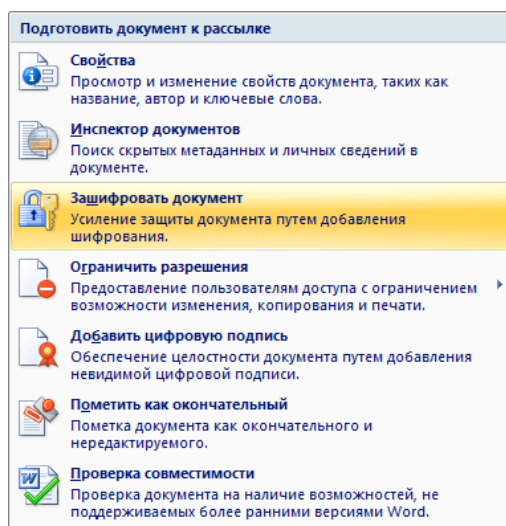 Подготовить документ к рассылке
Свойства
Просмотр и изменение свойств документа, таких как
название, автор и ключевые слова.
Инспектор документов
Поиск скрытых метаданных и личных сведений в
документе.
Зашифровать документ
Усиление защиты документа путем добавления
шифрования.
Ограничить разрешения
Предоставление пользователям доступа с ограничением
возможности изменения, копирования и печати.
Добавить цифровую подпись
Обеспечение целостности документа путем добавления
невидимой цифровой подписи.
Пометить как окончательный
Пометка документа как окончательного и
нередактируемого.
Проверка совместимости
Проверка документа на наличие возможностей, не
поддерживаемых более ранними версиями Word.